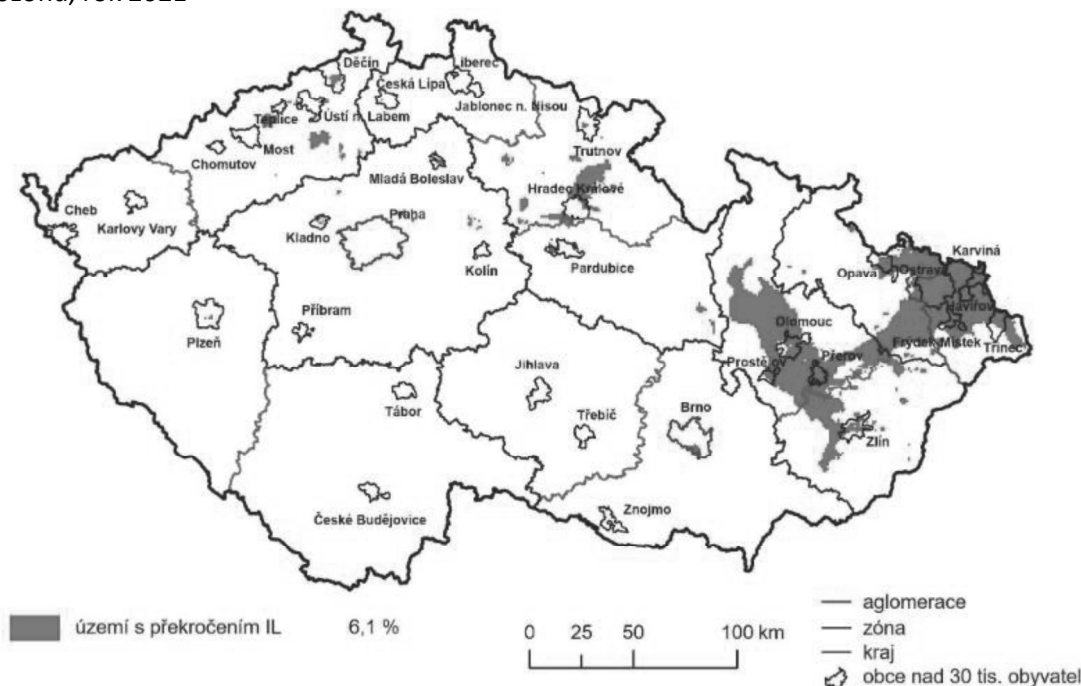 Děčín
Liberec
Česká Lípa
Jablonec n. Nisou
Teplice
Ústí n. Labem
Most
Chomutov
Trutnov
Mladá Boleslav
Hradec Králové
Cheb
Karlovy Vary
Praha
Kladno
Kolín
Pardubice
Karviná
Opava
Ostrava
Havířov
Příbram
Plzeň
Olomouc
Frýdek-Místek
Třinec
Prostějov
Přerov
Jihlava
Tábor
Třebíč
Brno
Zlín
České Budějovice
Znojmo
území s překročením IL 6,1 %
0 25 50 100 km
aglomerace
zóna
kraj
obce nad 30 tis. obyvatel